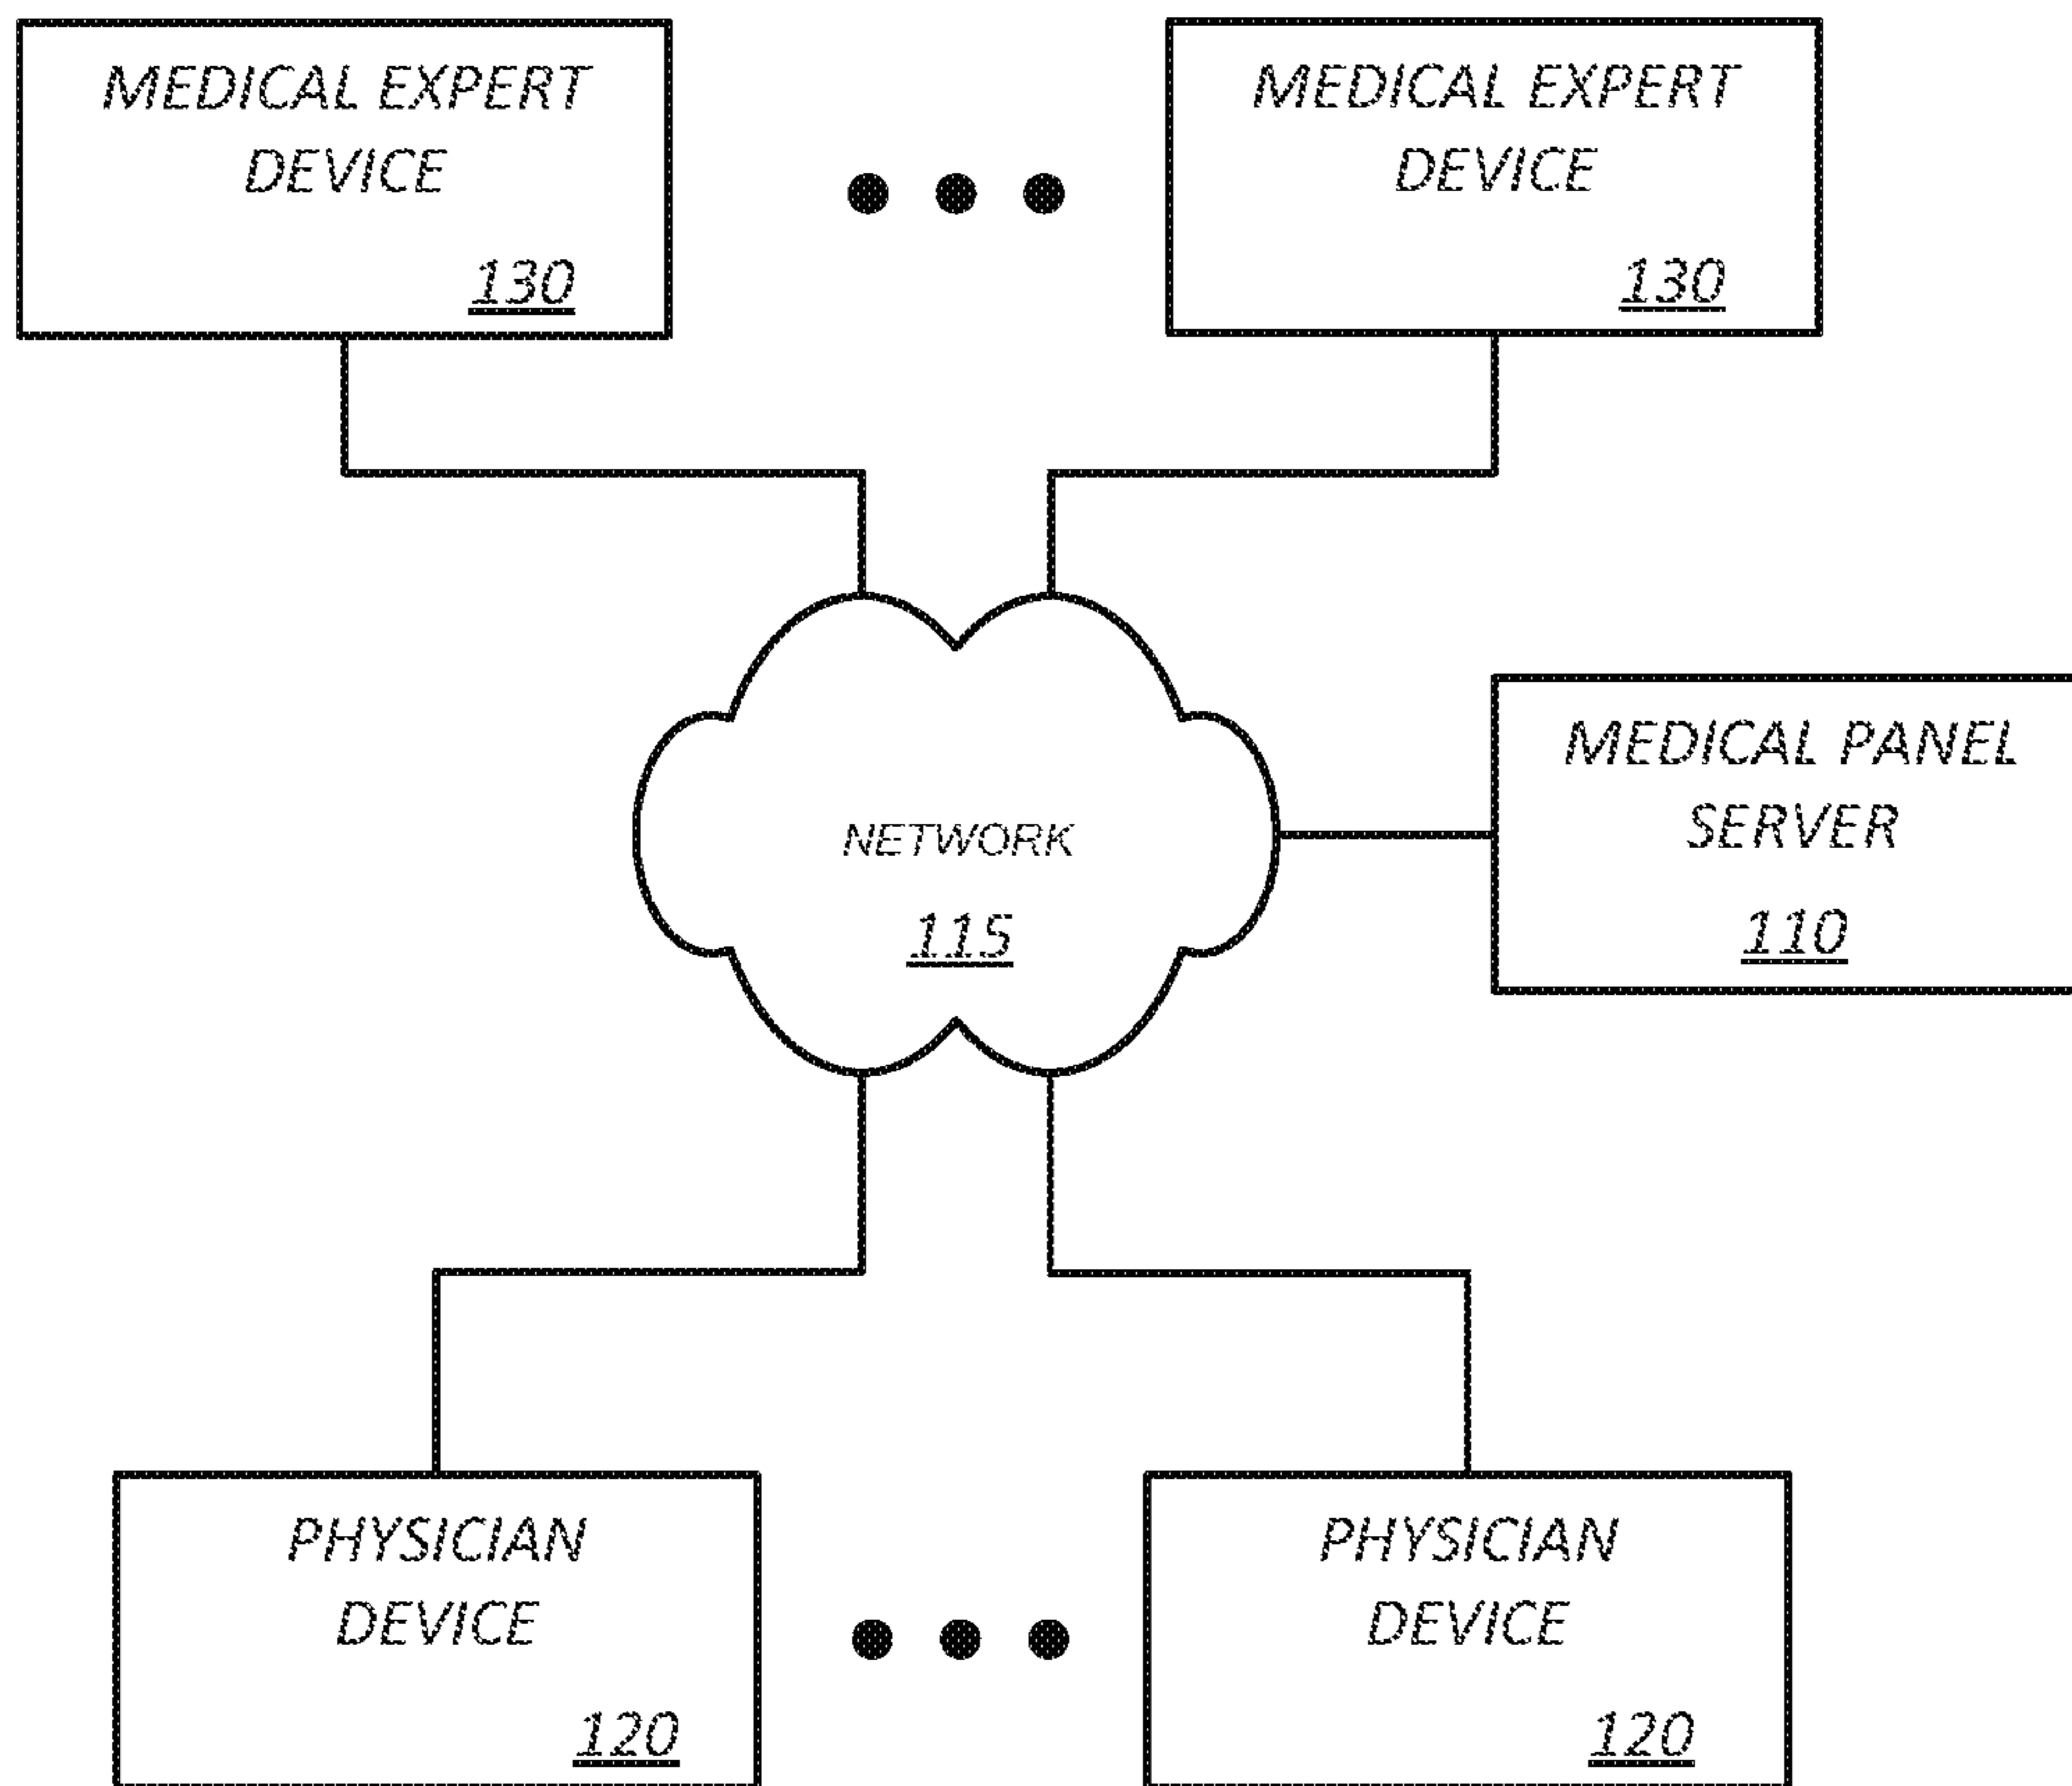 MEDICAL EXPERT
DEVICE
130
MEDICAL EXPERT
DEVICE
130
NETWORK
115
MEDICAL PANEL
SERVER
110
PHYSICIAN
DEVICE
120
PHYSICIAN
DEVICE
120